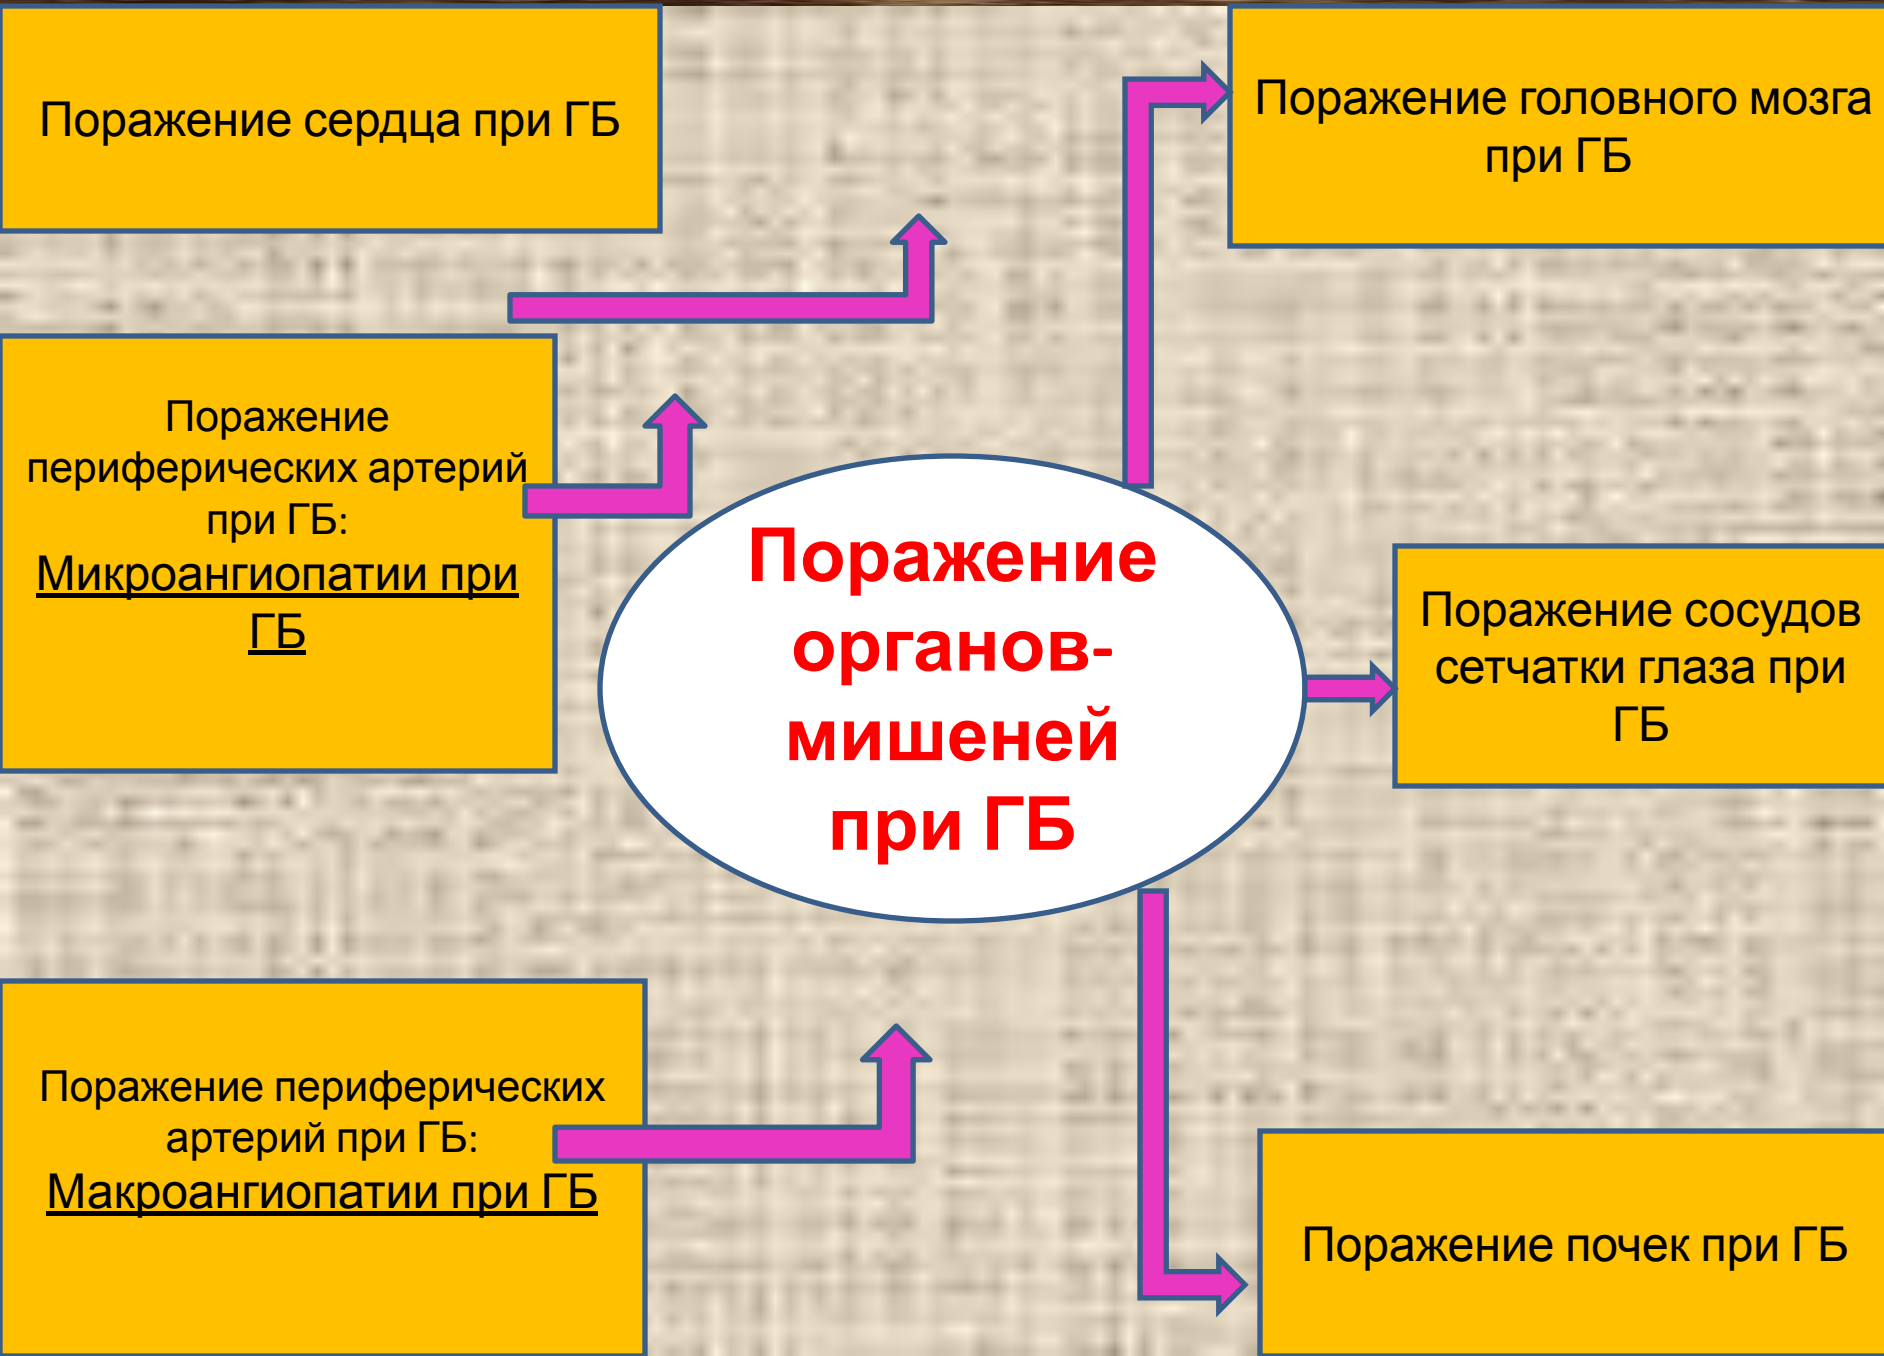 Поражение сердца при ГБ
Поражение головного мозга
при ГБ
Поражение
периферических артерий
при ГБ:
Микроангиопатии при
ГБ
Поражение
органов-
мишеней
при ГБ
Поражение сосудов
сетчатки глаза при
ГБ
Поражение периферических
артерий при ГБ:
Макроангиопатии при ГБ
Поражение почек при ГБ